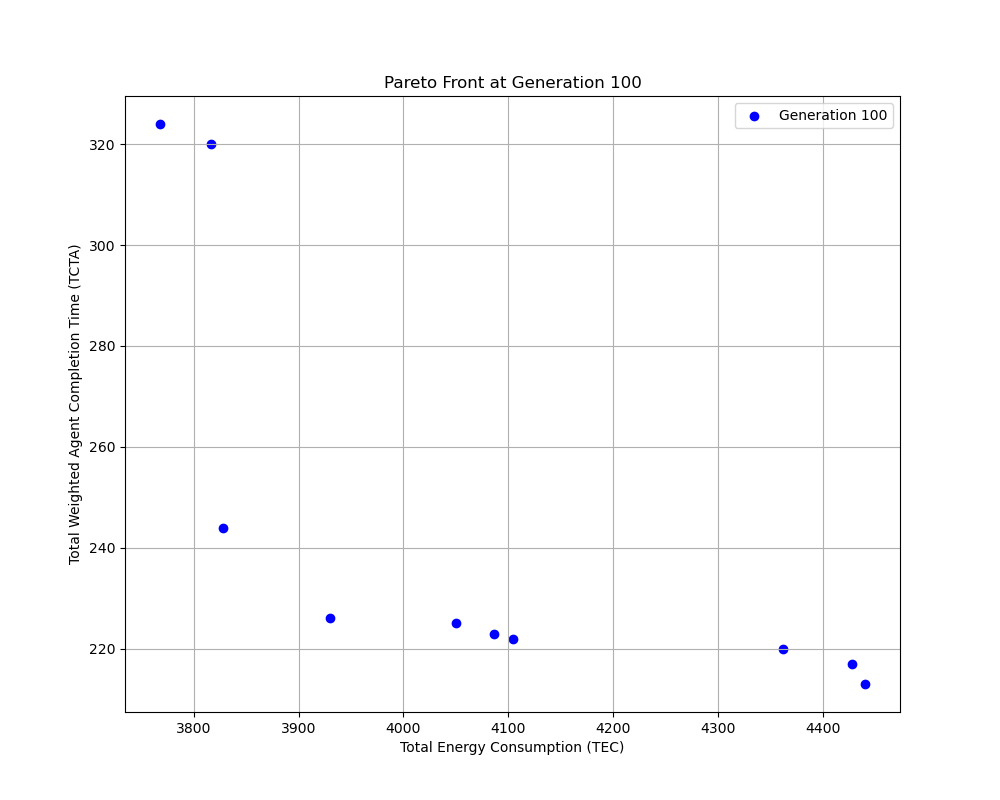 Pareto Front at Generation 100
Generation 100
Total Weighted Agent Completion Time (TCTA)
320
300
280
260
240
220
3800 3900 4000 4100 4200 4300 4400
Total Energy Consumption (TEC)